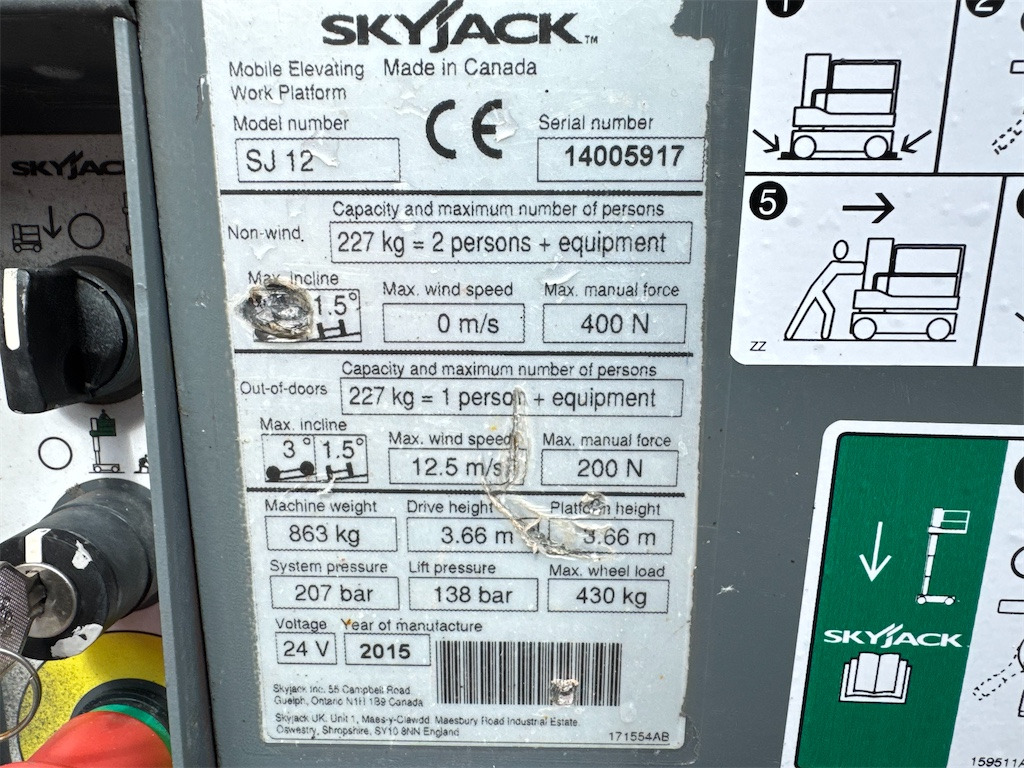 SKYJACK™
Mobile Elevating Work Platform
Made in Canada
Model number
SJ 12
CE
Serial number
14005917
Capacity and maximum number of persons
Non-wind
227 kg = 2 persons + equipment
Max. incline
1.5°
Max. wind speed
0 m/s
Max. manual force
400 N
Capacity and maximum number of persons
Out-of-doors
227 kg = 1 person + equipment
Max. incline
3° 1.5°
Max. wind speed
12.5 m/s
Max. manual force
200 N
Machine weight
863 kg
Drive height
3.66 m
Platform height
3.66 m
System pressure
207 bar
Lift pressure
138 bar
Max. wheel load
430 kg
Voltage
24 V
Year of manufacture
2015
Skyjack Inc. 55 Campbell Road
Guelph, Ontario N1H 1B9 Canada
Skyjack UK. Unit 1, Maes-y-Clawdd. Maesbury Road Industrial Estate.
Oswestry, Shropshire, SY10 8NN England
171554AB
SKYJACK
1
2
5
ZZ
SKYJACK
159511A